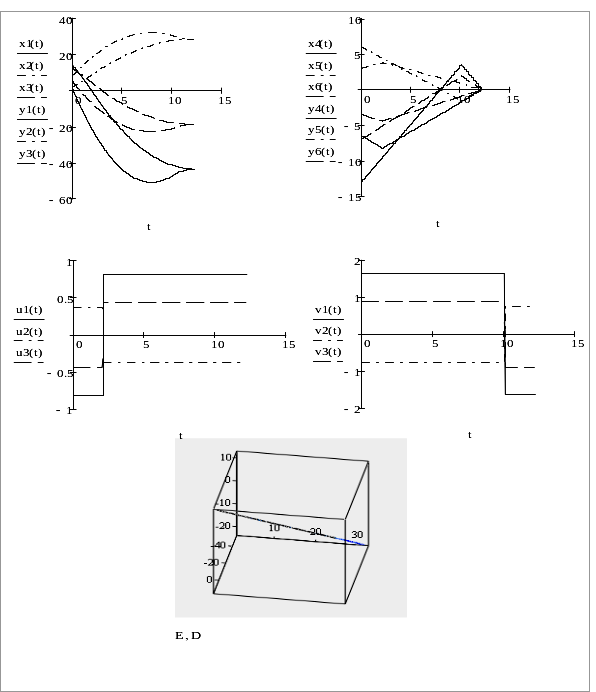 40
20
0
5
10
15
- 20
- 40
- 60
x1(t)
x2(t)
x3(t)
y1(t)
y2(t)
y3(t)
t
10
5
0
5
10
15
- 5
- 10
- 15
x4(t)
x5(t)
x6(t)
y4(t)
y5(t)
y6(t)
t
1
0.5
0
5
10
15
- 0.5
- 1
u1(t)
u2(t)
u3(t)
t
2
1
0
5
10
15
- 1
- 2
v1(t)
v2(t)
v3(t)
t
10
0
-10
-20
-40
-20
0
10
20
30
E, D